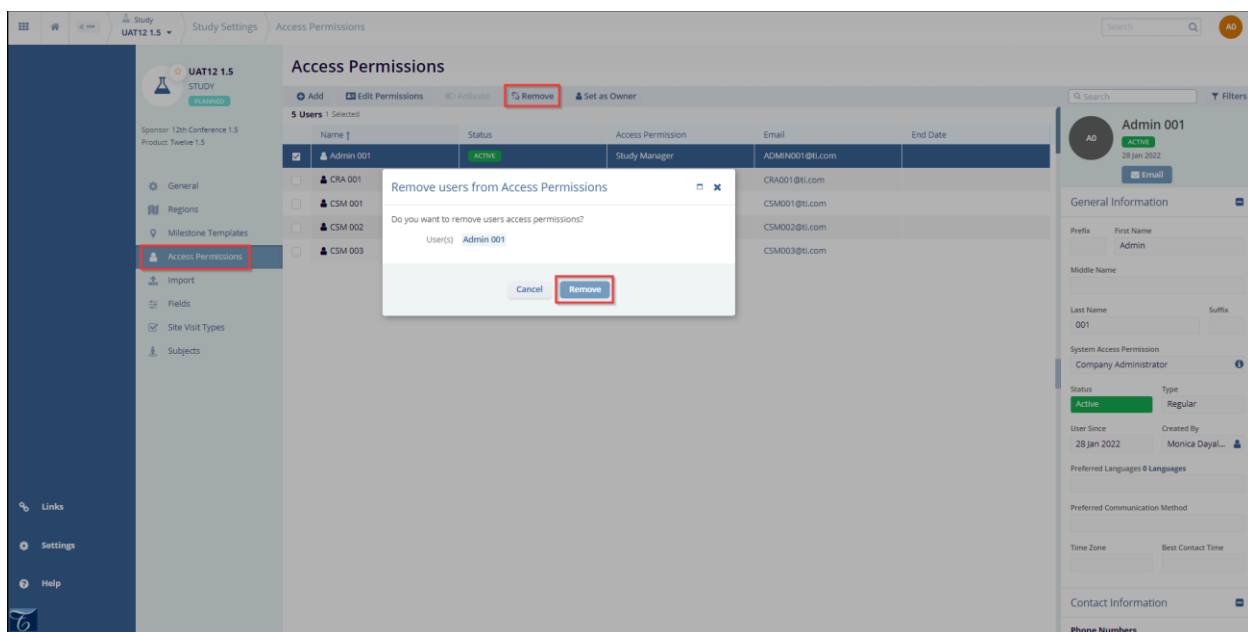 Study
UAT12 1.5
Study Settings
Access Permissions
Search
AO
UAT12 1.5
STUDY
PLANNED
Sponsor 12th Conference 1.5
Product Twelve 1.5
General
Regions
Milestone Templates
Access Permissions
Import
Fields
Site Visit Types
Subjects
Links
Settings
Help
Access Permissions
Add Edit Permissions Activate Remove Set as Owner
5 Users 1 Selected
Name Status Access Permission Email End Date
Admin 001 ACTIVE Study Manager ADMIN001@ti.com
CRA 001 CRA001@ti.com
CSM 001 CSM001@ti.com
CSM 002 CSM002@ti.com
CSM 003 CSM003@ti.com
Remove users from Access Permissions
Do you want to remove users access permissions?
User(s) Admin 001
Cancel Remove
Search Filters
AO
Admin 001
ACTIVE
28 Jan 2022
Email
General Information
Prefix First Name
Admin
Middle Name
Last Name Suffix
001
System Access Permission
Company Administrator
Status Type
Active Regular
User Since Created By
28 Jan 2022 Monica Dayal...
Preferred Languages 0 Languages
Preferred Communication Method
Time Zone Best Contact Time
Contact Information
Phone Numbers